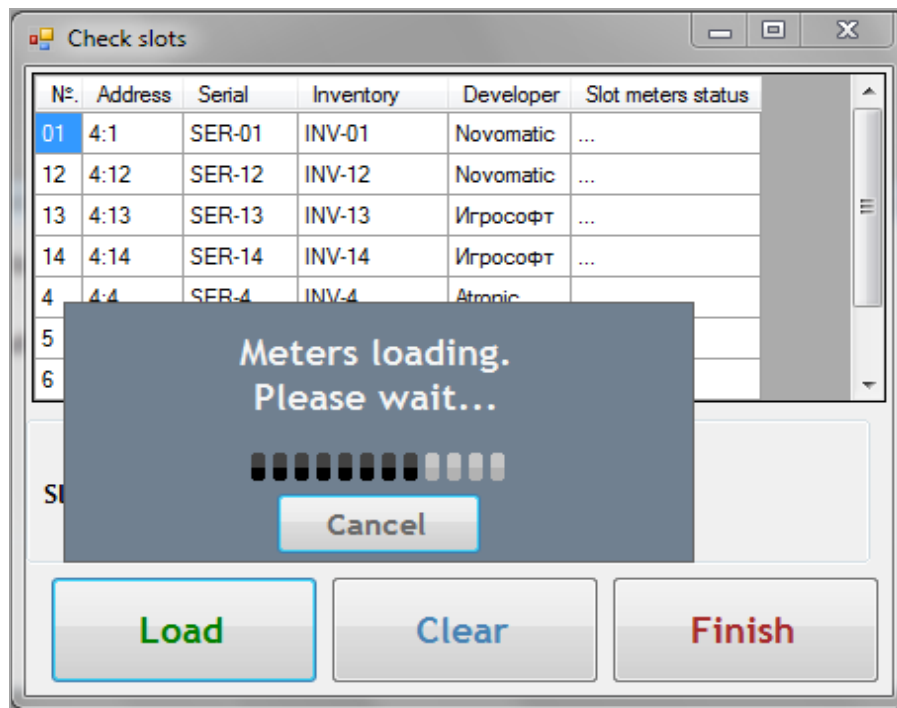 Check slots
№. Address Serial Inventory Developer Slot meters status
01 4:1 SER-01 INV-01 Novomatic ...
12 4:12 SER-12 INV-12 Novomatic ...
13 4:13 SER-13 INV-13 Игрософт ...
14 4:14 SER-14 INV-14 Игрософт ...
4 4:4 SER-4 INV-4 Atronic
5
6
Meters loading.
Please wait...
Cancel
Load Clear Finish